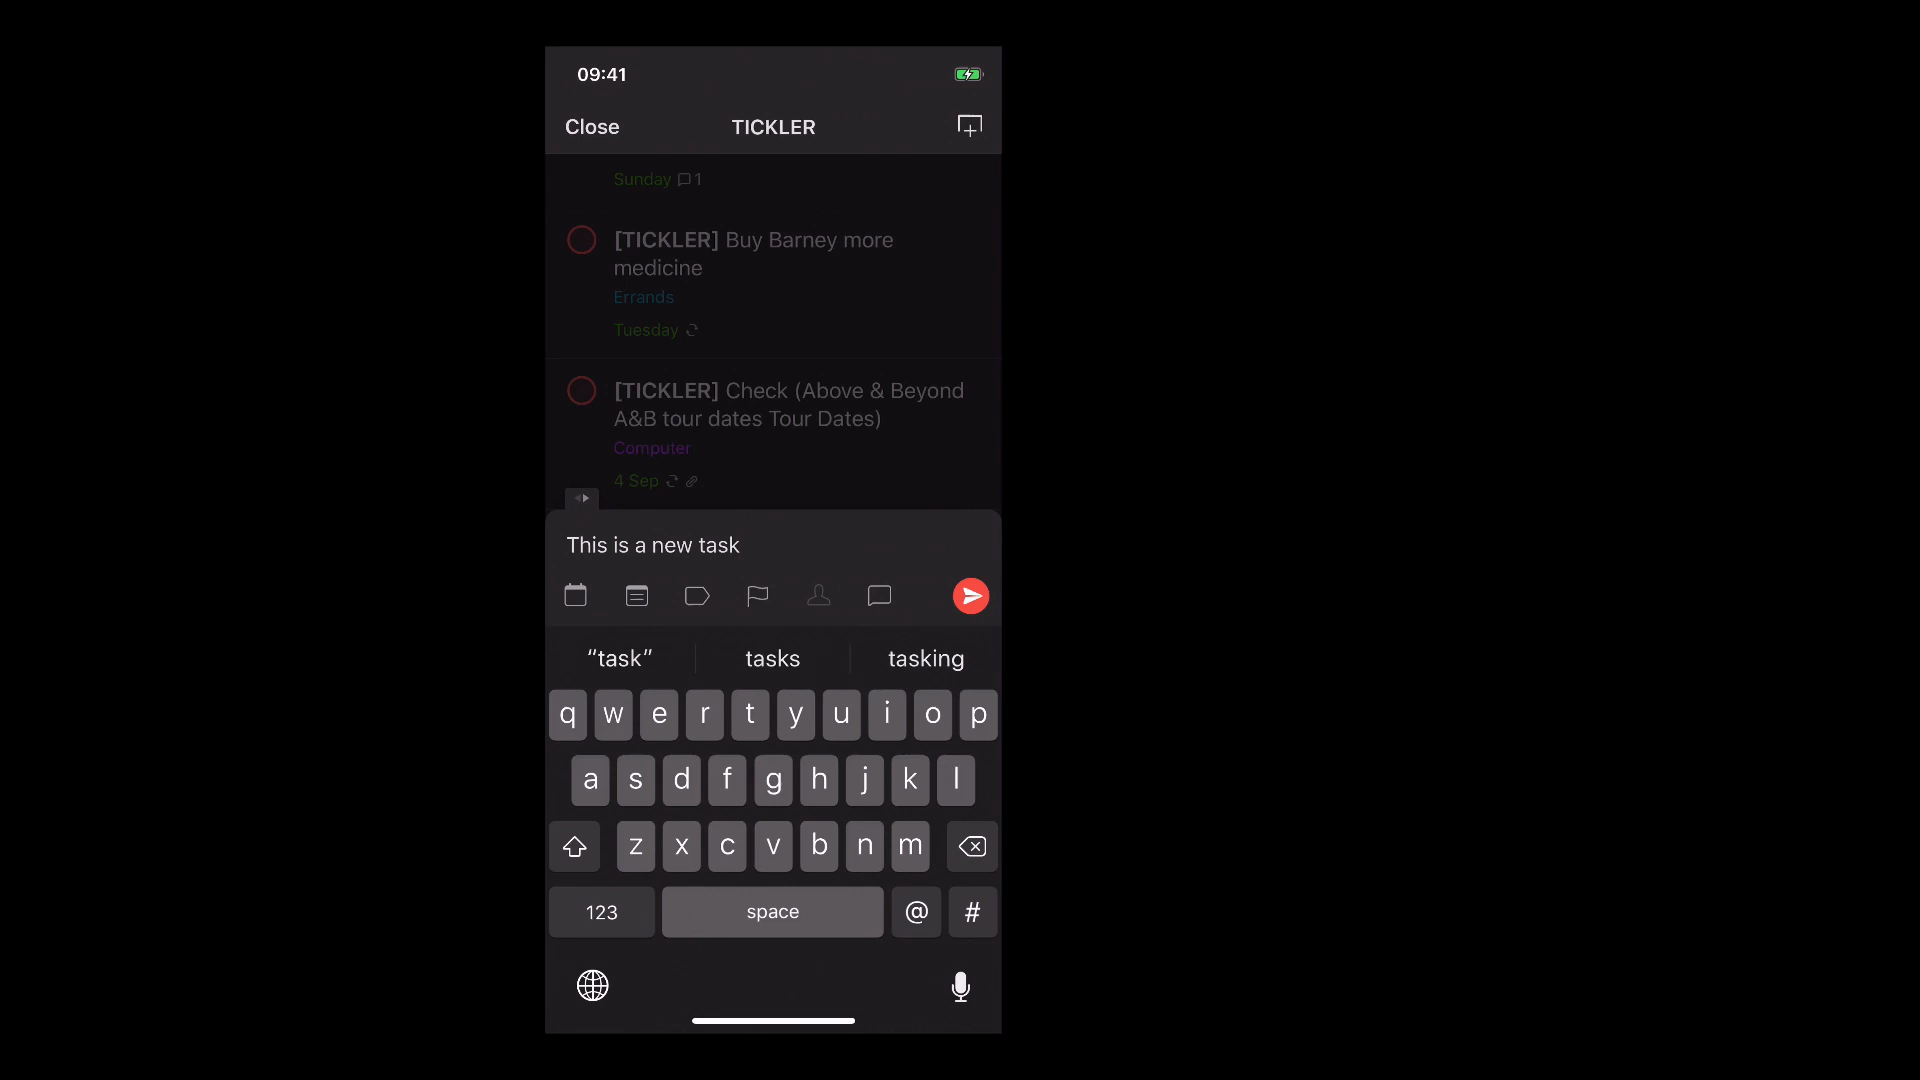 09:41
Close TICKLER
Sunday 1
[TICKLER] Buy Barney more
medicine
Errands
Tuesday
[TICKLER] Check (Above & Beyond
A&B tour dates Tour Dates)
Computer
4 Sep
This is a new task
“task” tasks tasking
q w e r t y u i o p
a s d f g h j k l
z x c v b n m
123 space @ #